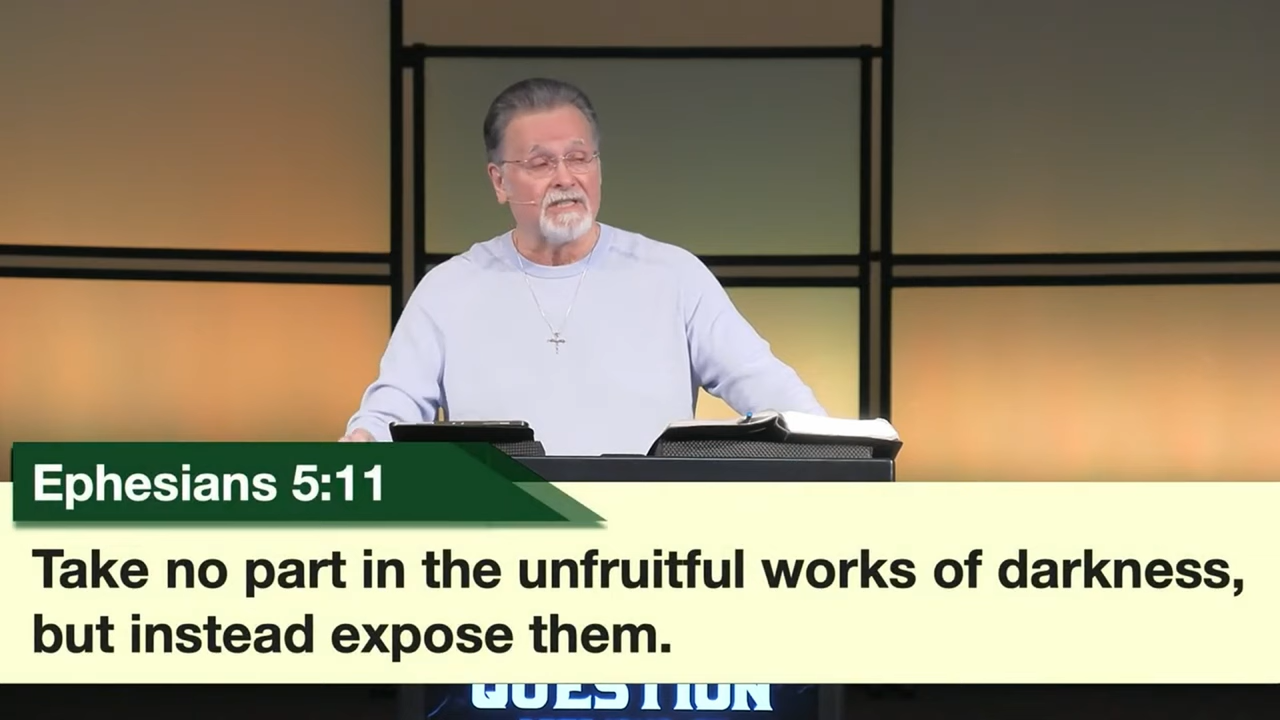 Ephesians 5:11
Take no part in the unfruitful works of darkness,
but instead expose them.
QUESTION